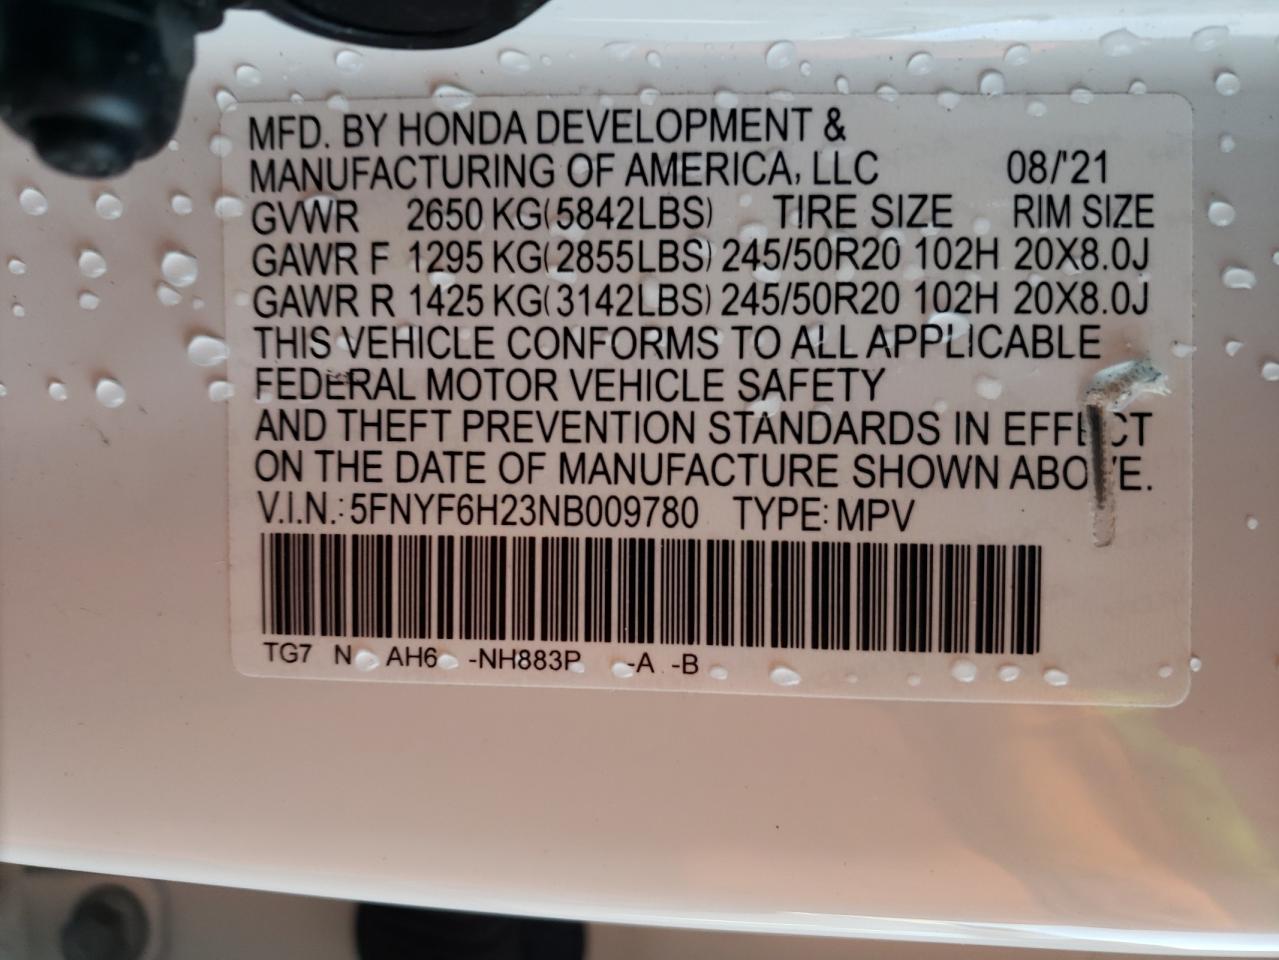 MFD. BY HONDA DEVELOPMENT &
MANUFACTURING OF AMERICA, LLC 08/'21
GVWR 2650 KG(5842LBS) TIRE SIZE RIM SIZE
GAWR F 1295 KG(2855LBS) 245/50R20 102H 20X8.0J
GAWR R 1425 KG(3142LBS) 245/50R20 102H 20X8.0J
THIS VEHICLE CONFORMS TO ALL APPLICABLE
FEDERAL MOTOR VEHICLE SAFETY
AND THEFT PREVENTION STANDARDS IN EFFECT
ON THE DATE OF MANUFACTURE SHOWN ABOVE.
V.I.N.: 5FNYF6H23NB009780 TYPE: MPV
TG7 N AH6 -NH883P -A -B